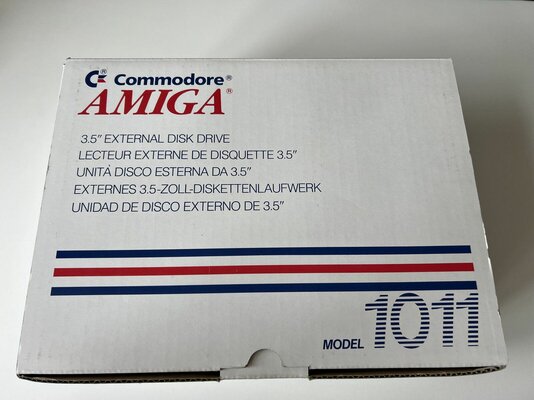 Commodore®
AMIGA®
3.5" EXTERNAL DISK DRIVE
LECTEUR EXTERNE DE DISQUETTE 3.5"
UNITÀ DISCO ESTERNA DA 3.5"
EXTERNES 3.5-ZOLL-DISKETTENLAUFWERK
UNIDAD DE DISCO EXTERNO DE 3.5"
MODEL 1011